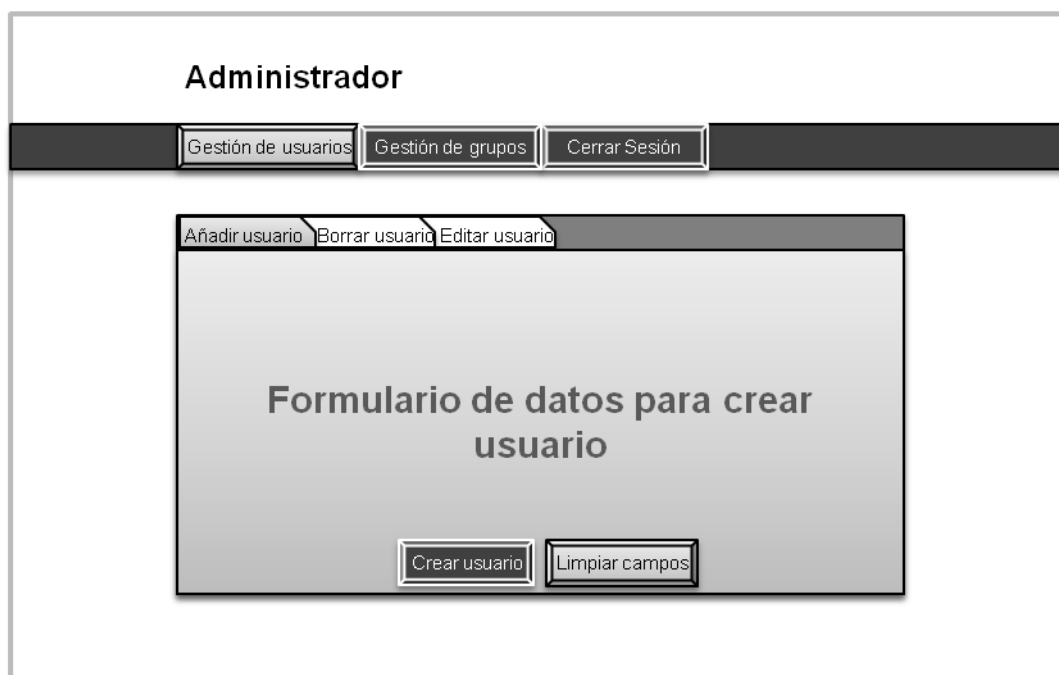 Administrador
Gestión de usuarios Gestión de grupos Cerrar Sesión
Añadir usuario Borrar usuario Editar usuario
Formulario de datos para crear
usuario
Crear usuario Limpiar campos